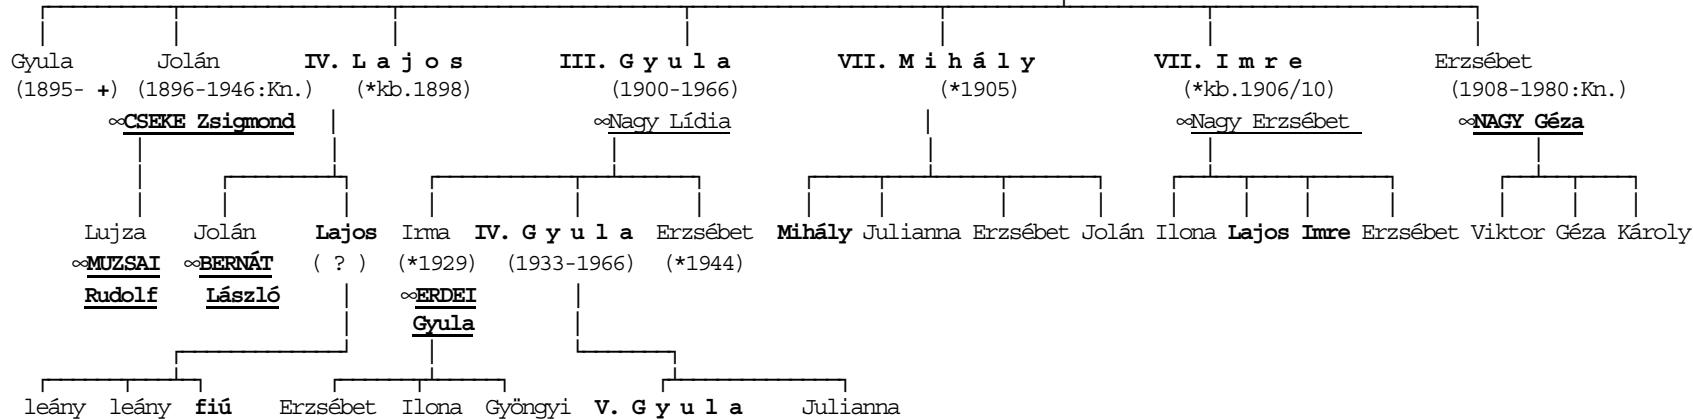 Gyula Jolán IV. L a j o s III. G y u l a VII. M i h á l y VII. I m r e Erzsébet
(1895- +) (1896-1946:Kn.) (*kb.1898) (1900-1966) (*1905) (*kb.1906/10) (1908-1980:Kn.)
∞CSEKE Zsigmond ∞Nagy Lídia ∞Nagy Erzsébet ∞NAGY Géza
Lujza Jolán Lajos Irma IV. G y u l a Erzsébet Mihály Julianna Erzsébet Jolán Ilona Lajos Imre Erzsébet Viktor Géza Károly
∞MUZSAI ∞BERNÁT ( ? ) (*1929) (1933-1966) (*1944)
Rudolf László ∞ERDEI
Gyula
leány leány fiú Erzsébet Ilona Gyöngyi V. G y u l a Julianna